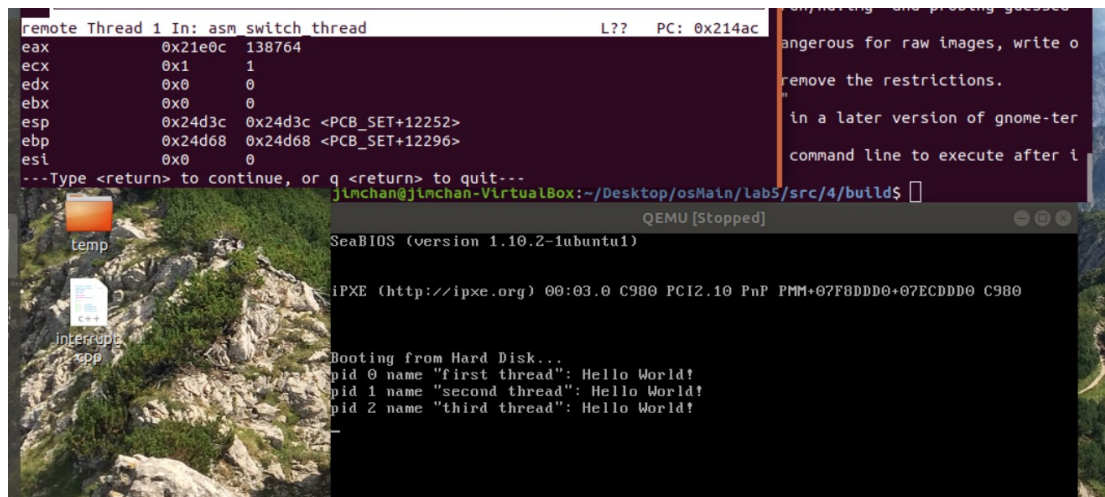 remote Thread 1 In: asm_switch_thread L?? PC: 0x214ac
eax 0x21e0c 138764
ecx 0x1 1
edx 0x0 0
ebx 0x0 0
esp 0x24d3c 0x24d3c <PCB_SET+12252>
ebp 0x24d68 0x24d68 <PCB_SET+12296>
esi 0x0 0
---Type <return> to continue, or q <return> to quit---
and probing guessed
angerous for raw images, write o
remove the restrictions.
"
in a later version of gnome-ter
command line to execute after i
jimchan@jimchan-VirtualBox:~/Desktop/osMain/lab5/src/4/build$
temp
C++
interrupt.
cpp
QEMU [Stopped]
SeaBIOS (version 1.10.2-1ubuntu1)
iPXE (http://ipxe.org) 00:03.0 C980 PCI2.10 PnP PMM+07F8DDD0+07ECDDD0 C980
Booting from Hard Disk...
pid 0 name "first thread": Hello World!
pid 1 name "second thread": Hello World!
pid 2 name "third thread": Hello World!